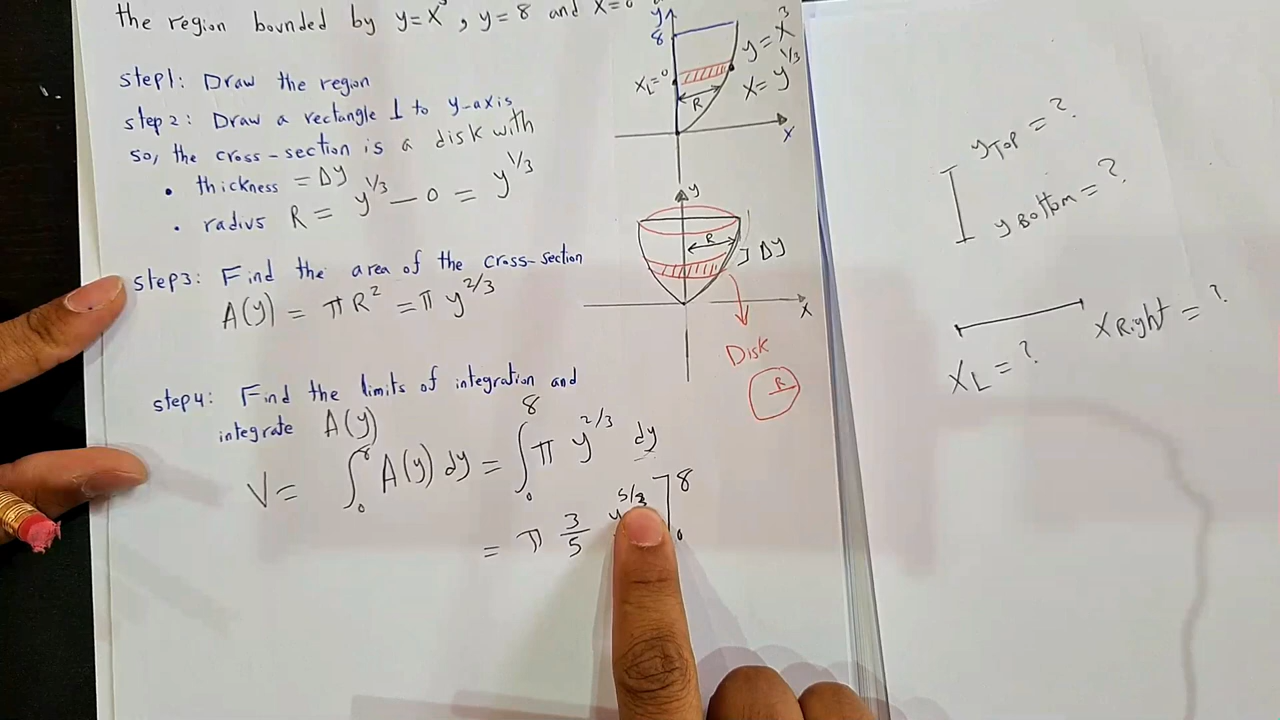 the region bounded by y=x³, y=8 and x=0
step1: Draw the region
step2: Draw a rectangle ⊥ to y-axis
so, the cross-section is a disk with
• thickness = Δy
• radius R = y^1/3 — 0 = y^1/3
step3: Find the area of the cross-section
A(y) = π R² = π y^2/3
step4: Find the limits of integration and
integrate A(y)
V = ∫₀⁸ A(y) dy = ∫₀⁸ π y^2/3 dy
= π 3/5 y^5/3 ]₀⁸
y
8
y=x³
x=y^1/3
x_L=0
R
x
y
R
] Δy
x
Disk
R
y_Top = ?
y_Bottom = ?
x_Right = ?
x_L = ?